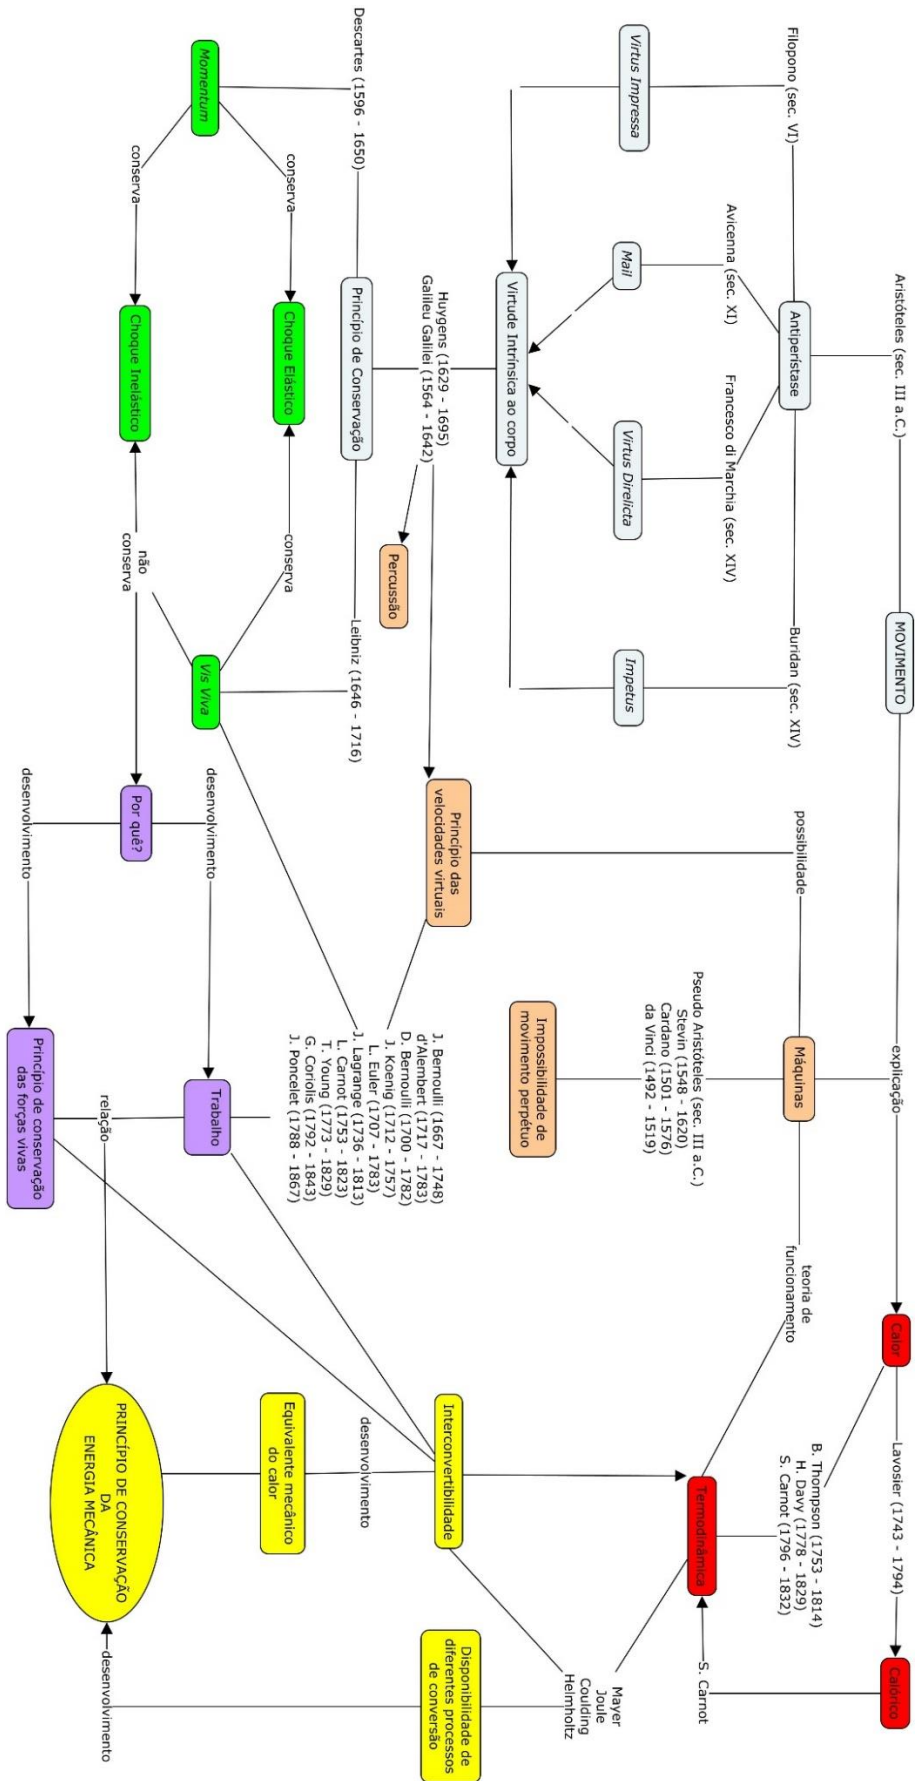 MOVIMENTO
Aristóteles (sec. III a.C.)
explicação
Calor
Lavosier (1743 - 1794)
Calórico
Antiperístase
Máquinas
B. Thompson (1753 - 1814)
H. Davy (1778 - 1829)
S. Carnot (1796 - 1832)
Filopono (sec. VI)
Avicenna (sec. XI)
Francesco di Marchia (sec. XIV)
Buridan (sec. XIV)
possibilidade
teoria de
funcionamento
Termodinâmica
S. Carnot
Virtus Impressa
Mail
Virtus Direlicta
Impetus
Pseudo Aristóteles (sec. III a.C.)
Stevin (1548 - 1620)
Cardano (1501 - 1576)
da Vinci (1492 - 1519)
Mayer
Joule
Coulding
Helmholtz
Virtude Intrínsica ao corpo
Impossibilidade de
movimento perpétuo
Huygens (1629 - 1695)
Galileu Galilei (1564 - 1642)
Percussão
Princípio das
velocidades virtuais
Interconvertibilidade
Disponibilidade de
diferentes processos
de conversão
Descartes (1596 - 1650)
Princípio de Conservação
Leibniz (1646 - 1716)
J. Bernoulli (1667 - 1748)
d'Alembert (1717 - 1783)
D. Bernoulli (1700 - 1782)
J. Koenig (1712 - 1757)
L. Euler (1707 - 1783)
J. Lagrange (1736 - 1813)
L. Carnot (1753 - 1823)
T. Young (1773 - 1829)
G. Coriolis (1792 - 1843)
J. Poncelet (1788 - 1867)
desenvolvimento
Momentum
conserva
Choque Elástico
conserva
Vis Viva
desenvolvimento
Trabalho
Equivalente mecânico
do calor
conserva
Choque Inelástico
não
conserva
Por quê?
relação
PRINCÍPIO DE CONSERVAÇÃO
DA
ENERGIA MECÂNICA
desenvolvimento
desenvolvimento
Princípio de conservação
das forças vivas